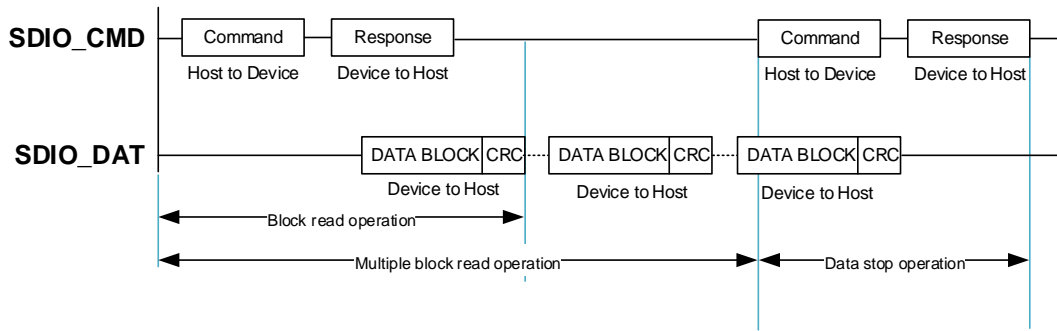 SDIO_CMD Command Response Command Response
Host to Device Device to Host Host to Device Device to Host
SDIO_DAT DATA BLOCK CRC DATA BLOCK CRC DATA BLOCK CRC
Device to Host Device to Host Device to Host
Block read operation
Multiple block read operation Data stop operation